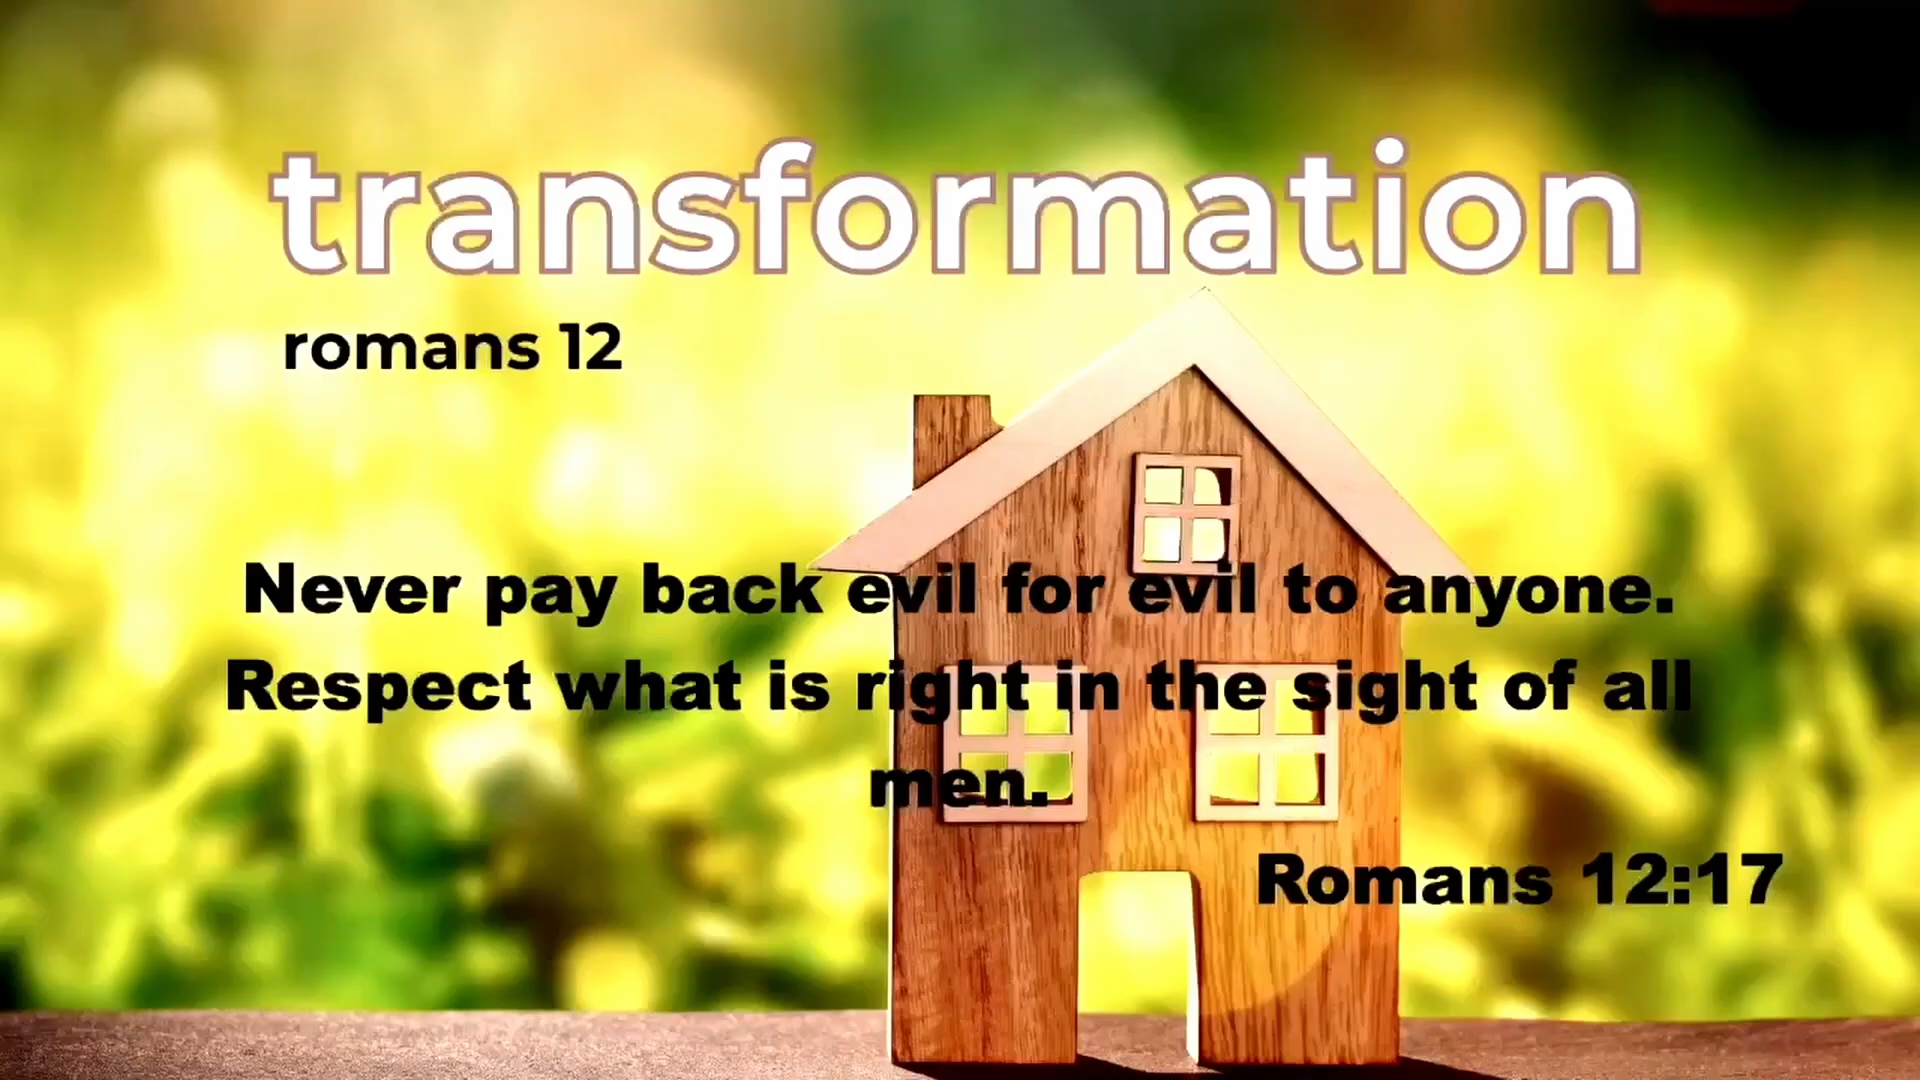 transformation
romans 12
Never pay back evil for evil to anyone.
Respect what is right in the sight of all
men.
Romans 12:17